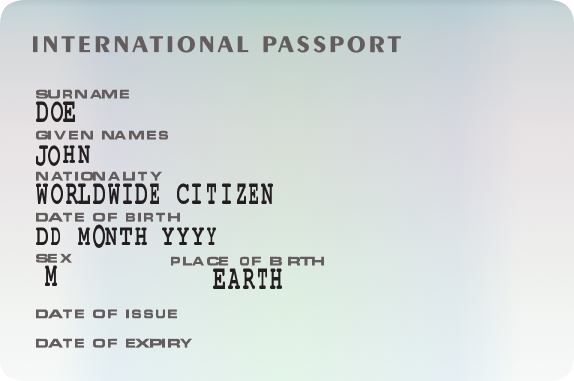 INTERNATIONAL PASSPORT
SURNAME
DOE
GIVEN NAMES
JOHN
NATIONALITY
WORLDWIDE CITIZEN
DATE OF BIRTH
DD MONTH YYYY
SEX PLACE OF BIRTH
M EARTH
DATE OF ISSUE
DATE OF EXPIRY